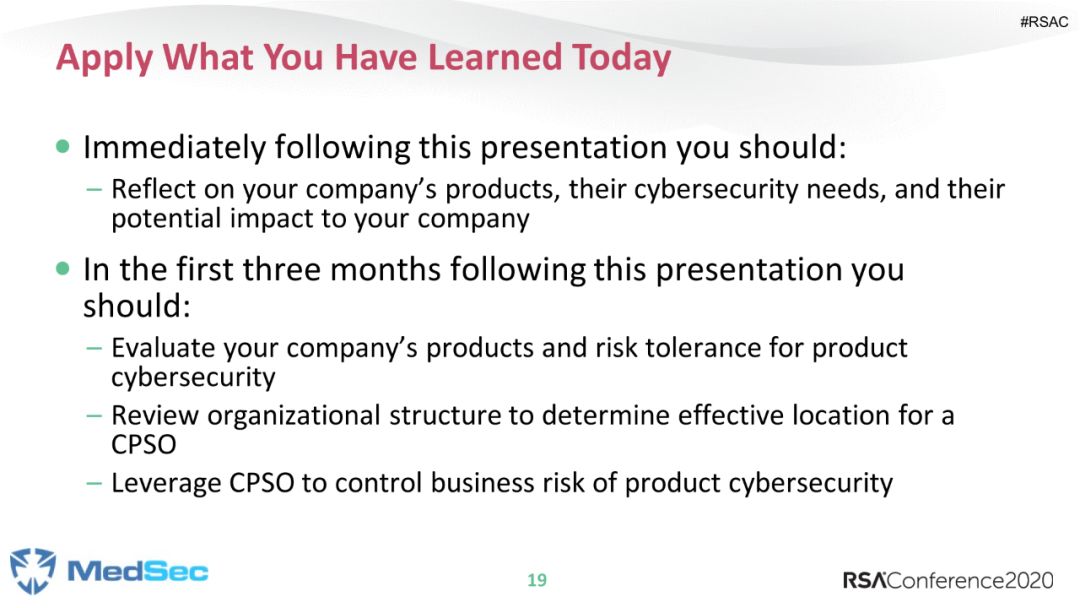 #RSAC
Apply What You Have Learned Today
• Immediately following this presentation you should:
– Reflect on your company’s products, their cybersecurity needs, and their
potential impact to your company
• In the first three months following this presentation you
should:
– Evaluate your company’s products and risk tolerance for product
cybersecurity
– Review organizational structure to determine effective location for a
CPSO
– Leverage CPSO to control business risk of product cybersecurity
MedSec
19
RSAConference2020